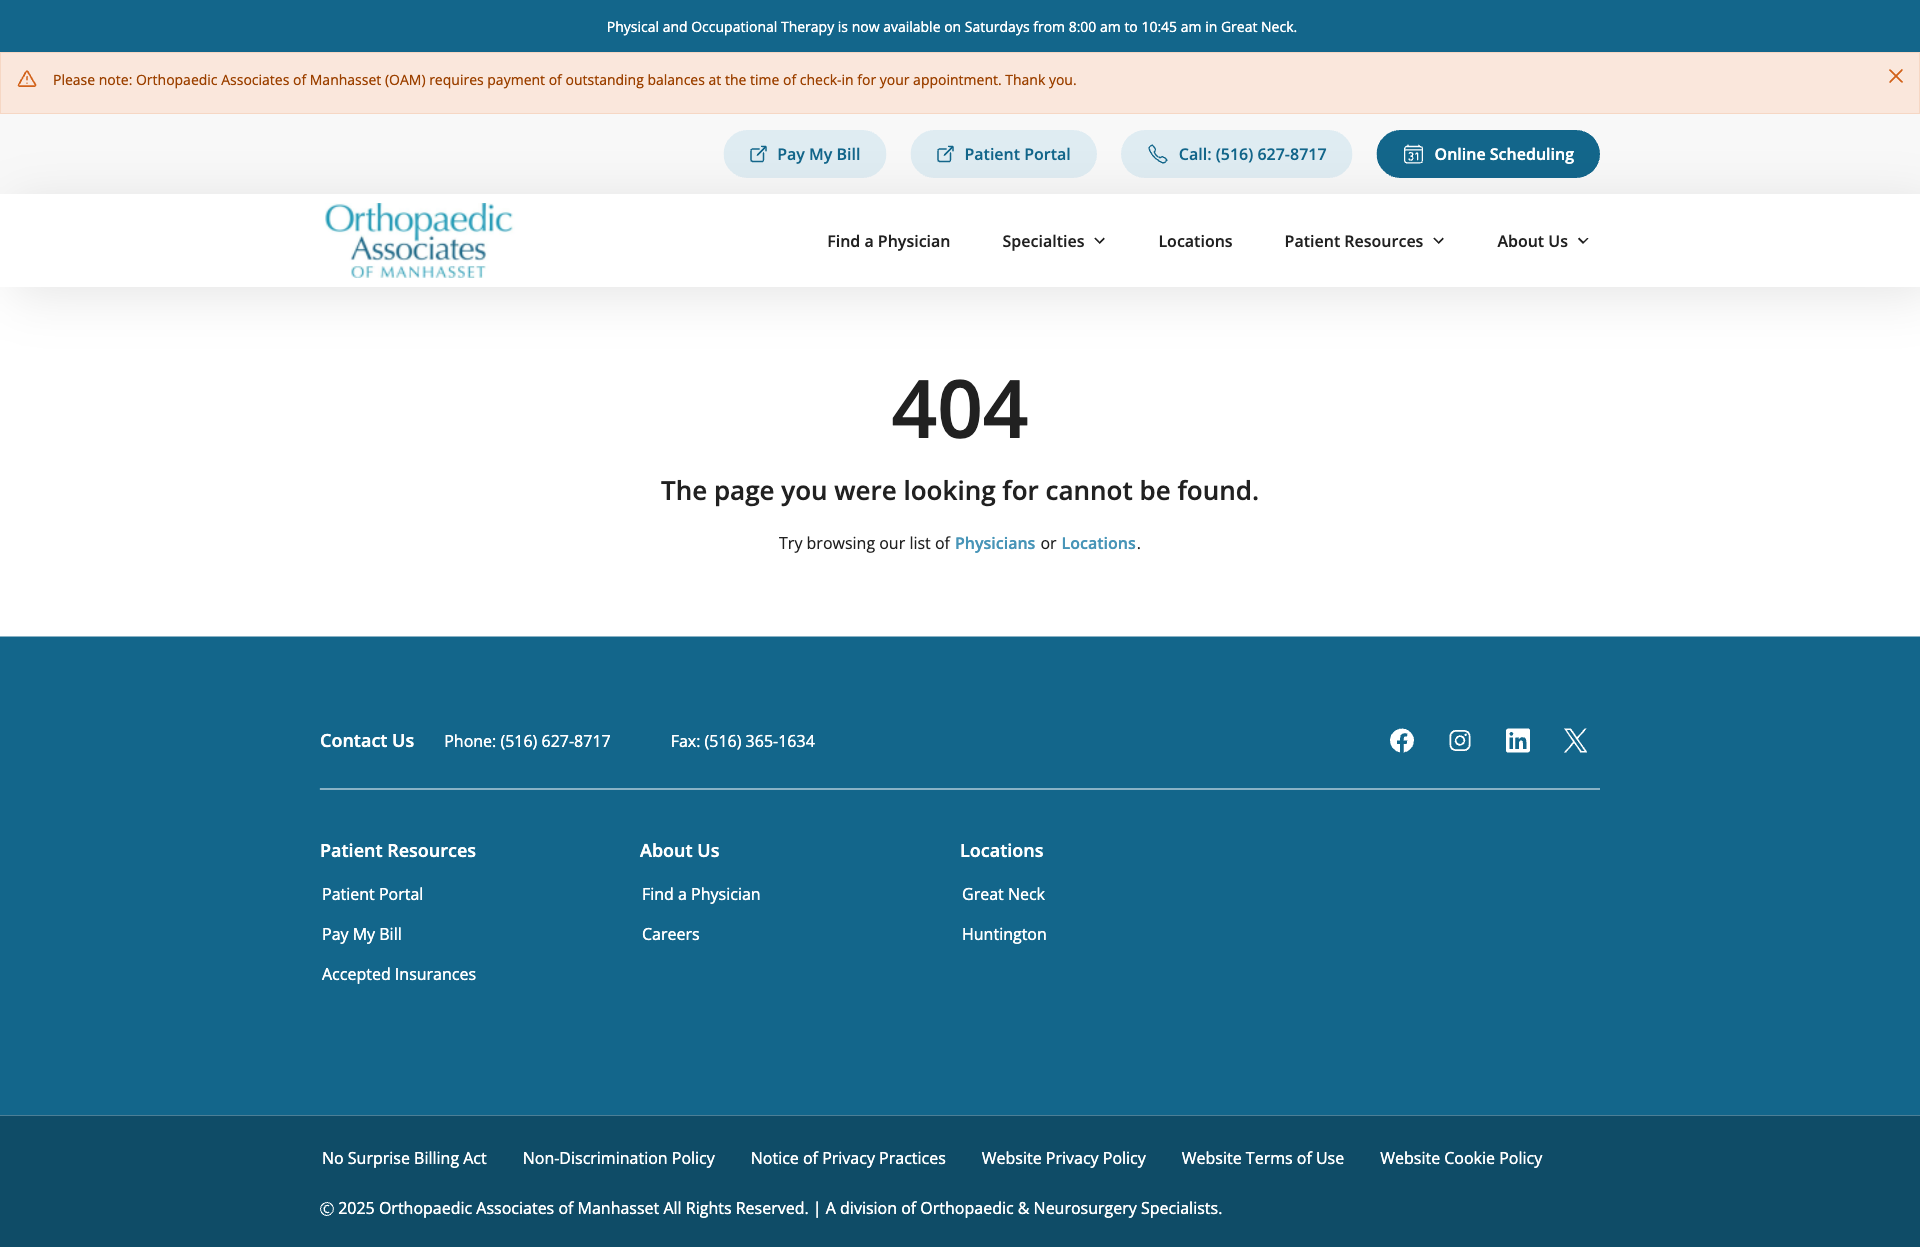 Physical and Occupational Therapy is now available on Saturdays from 8:00 am to 10:45 am in Great Neck.
Please note: Orthopaedic Associates of Manhasset (OAM) requires payment of outstanding balances at the time of check-in for your appointment. Thank you.
Pay My Bill
Patient Portal
Call: (516) 627-8717
31
Online Scheduling
Orthopaedic
Associates
OF MANHASSET
Find a Physician
Specialties
Locations
Patient Resources
About Us
404
The page you were looking for cannot be found.
Try browsing our list of Physicians or Locations.
Contact Us
Phone: (516) 627-8717
Fax: (516) 365-1634
Patient Resources
Patient Portal
Pay My Bill
Accepted Insurances
About Us
Find a Physician
Careers
Locations
Great Neck
Huntington
No Surprise Billing Act
Non-Discrimination Policy
Notice of Privacy Practices
Website Privacy Policy
Website Terms of Use
Website Cookie Policy
© 2025 Orthopaedic Associates of Manhasset All Rights Reserved. | A division of Orthopaedic & Neurosurgery Specialists.